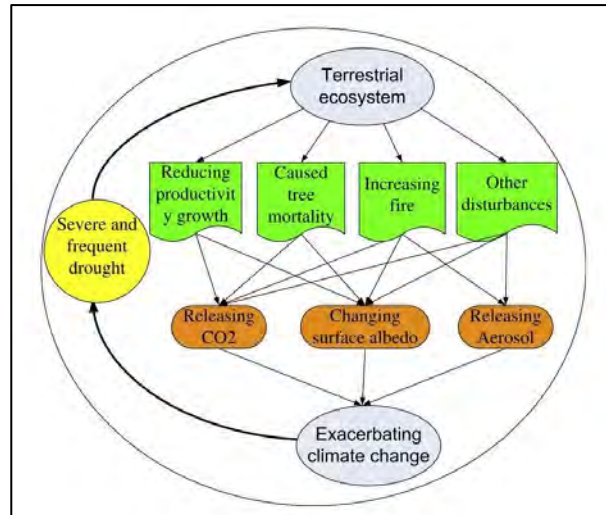 Terrestrial
ecosystem
Reducing
productivit
y growth
Caused
tree
mortality
Increasing
fire
Other
disturbances
Severe and
frequent
drought
Releasing
CO2
Changing
surface albedo
Releasing
Aerosol
Exacerbating
climate change